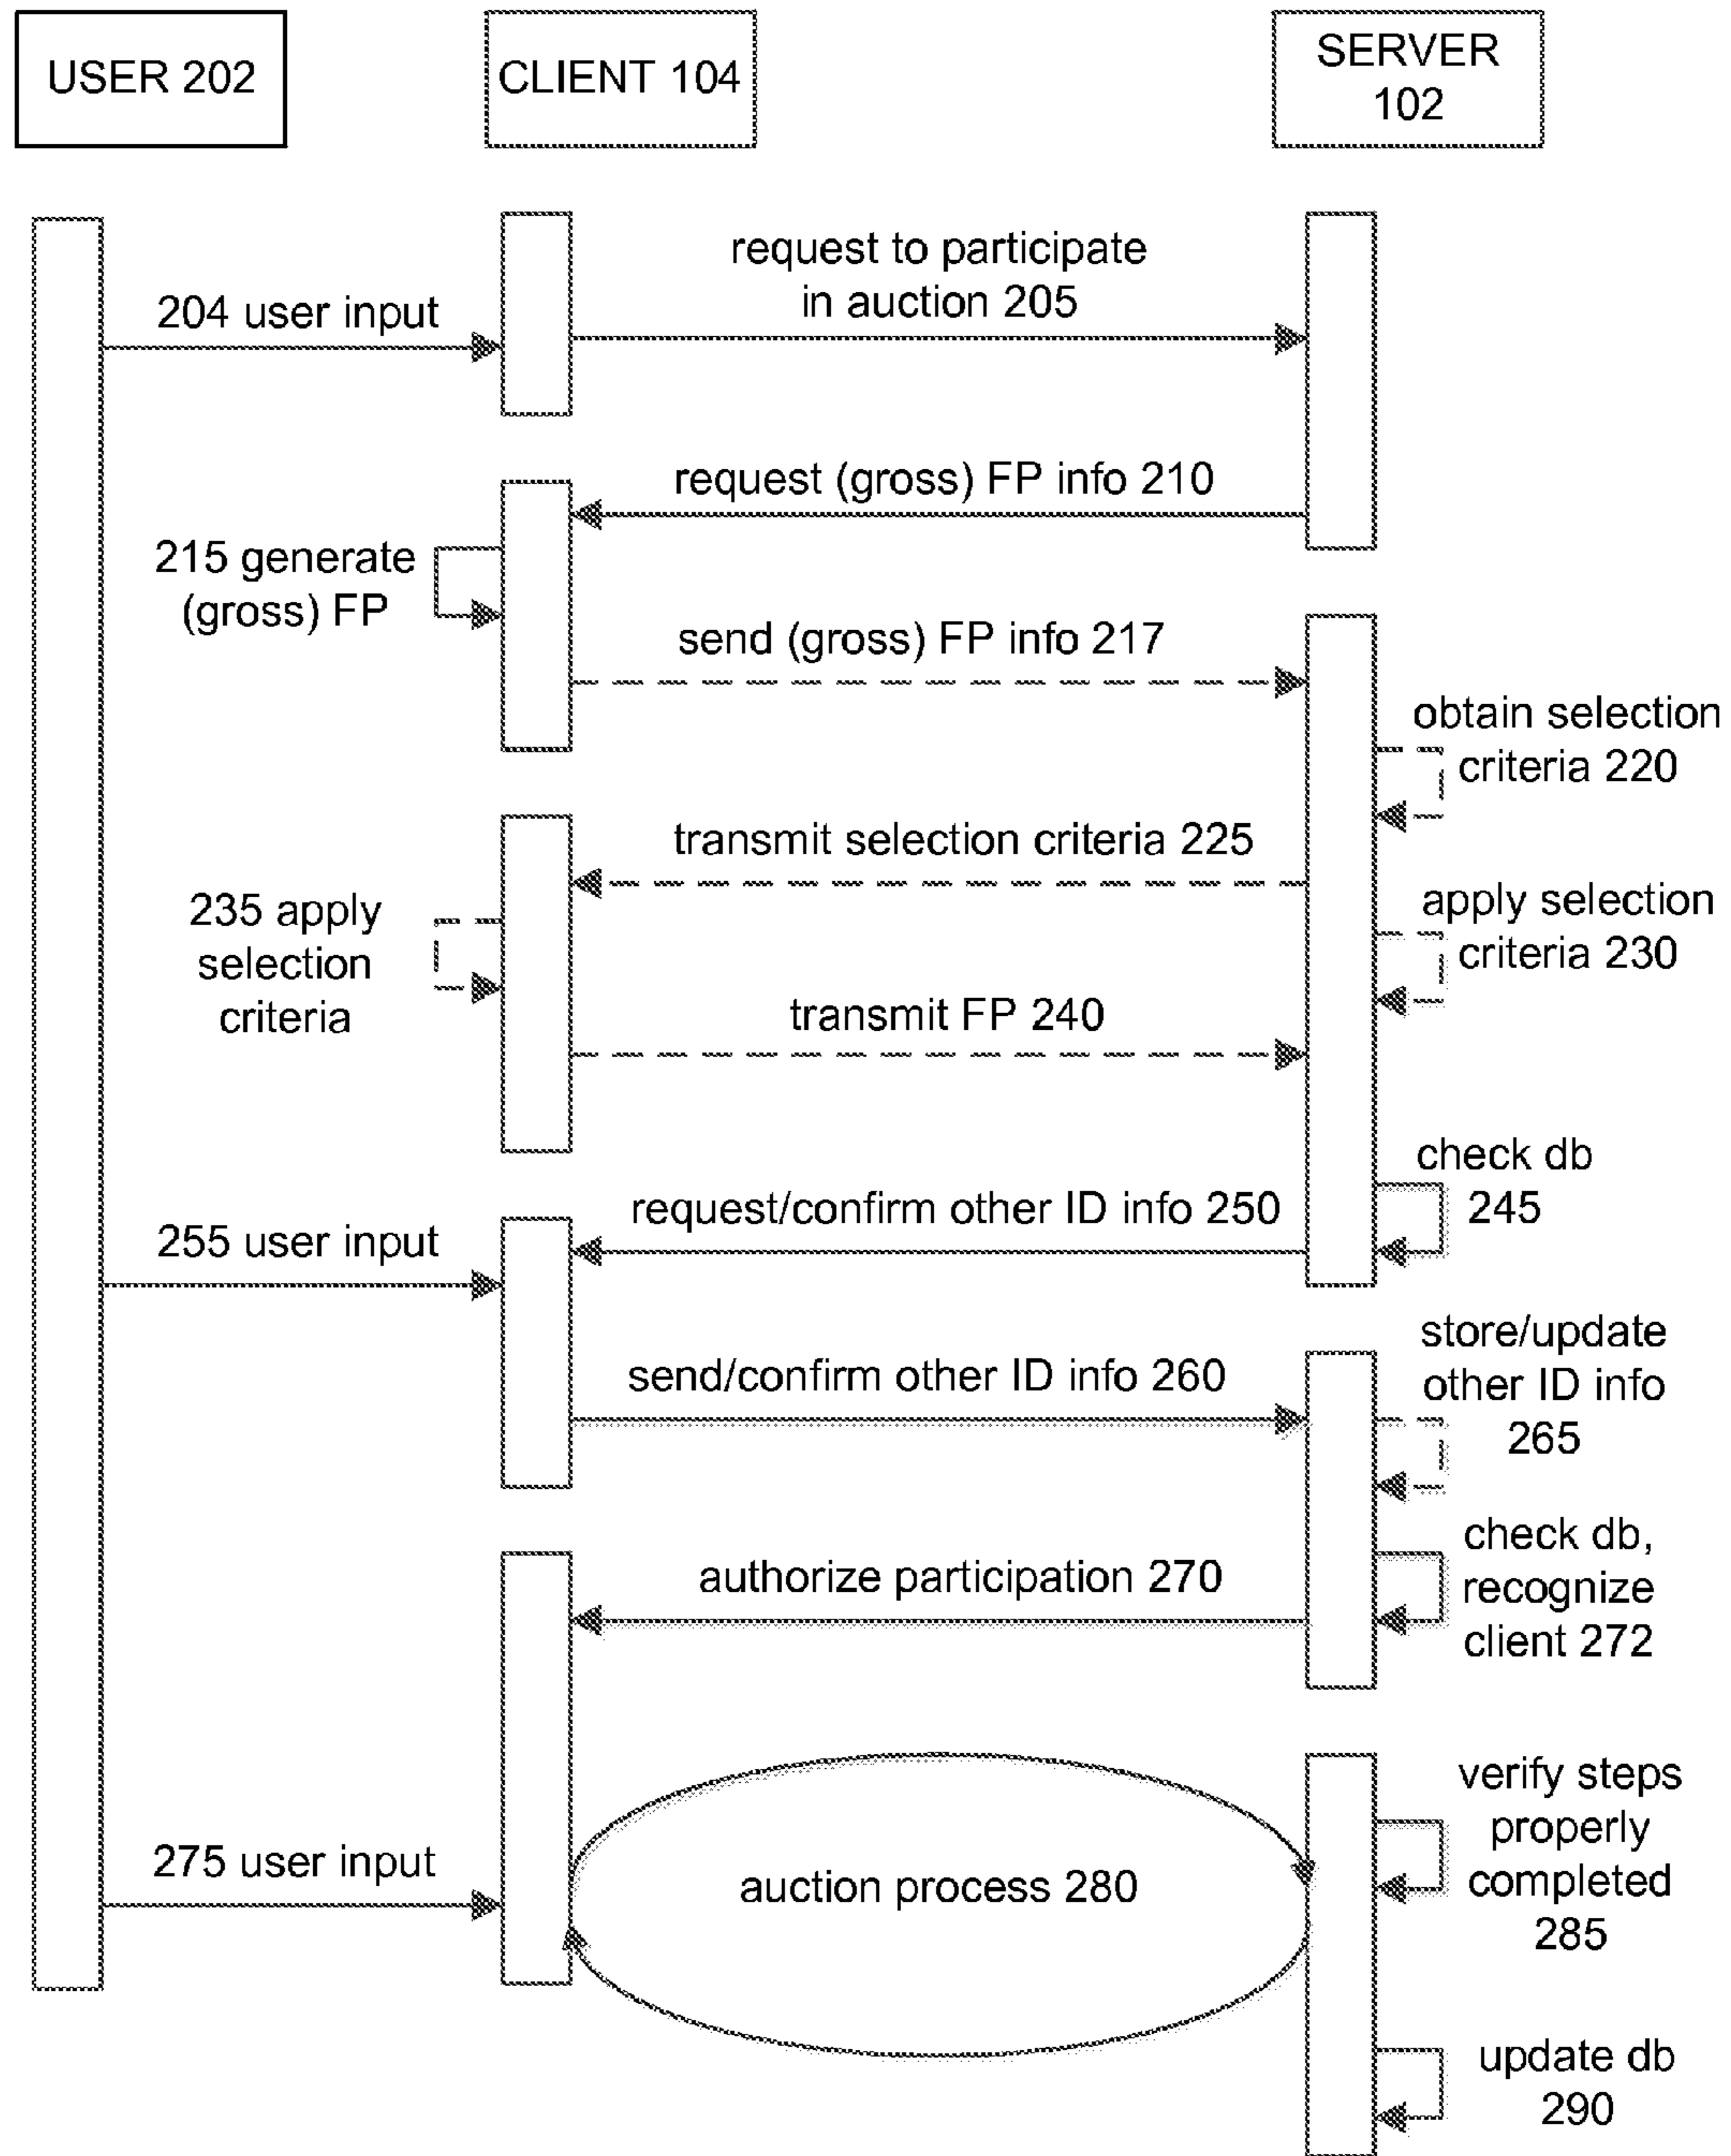 USER 202
CLIENT 104
SERVER
102
request to participate
in auction 205
204 user input
request (gross) FP info 210
215 generate
(gross) FP
send (gross) FP info 217
obtain selection
criteria 220
transmit selection criteria 225
235 apply
selection
criteria
apply selection
criteria 230
transmit FP 240
check db
245
request/confirm other ID info 250
255 user input
store/update
other ID info
265
send/confirm other ID info 260
check db,
recognize
client 272
authorize participation 270
verify steps
properly
completed
285
275 user input
auction process 280
update db
290